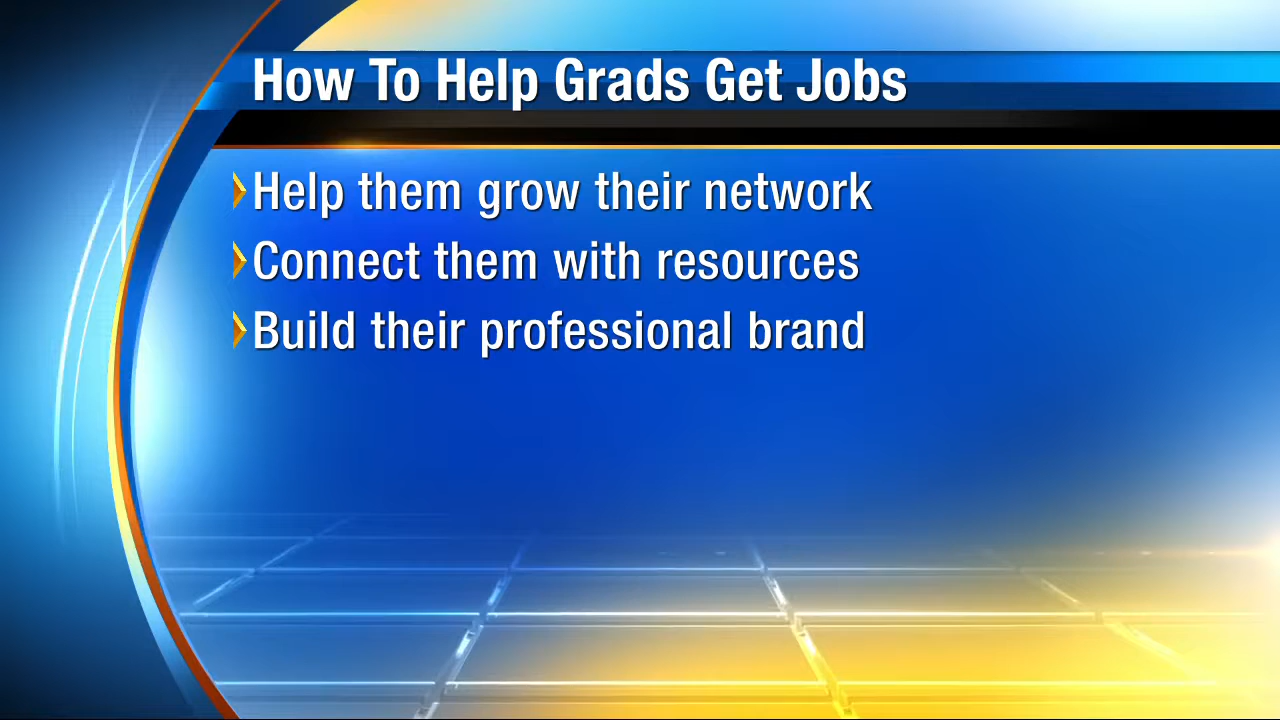 How To Help Grads Get Jobs
Help them grow their network
Connect them with resources
Build their professional brand